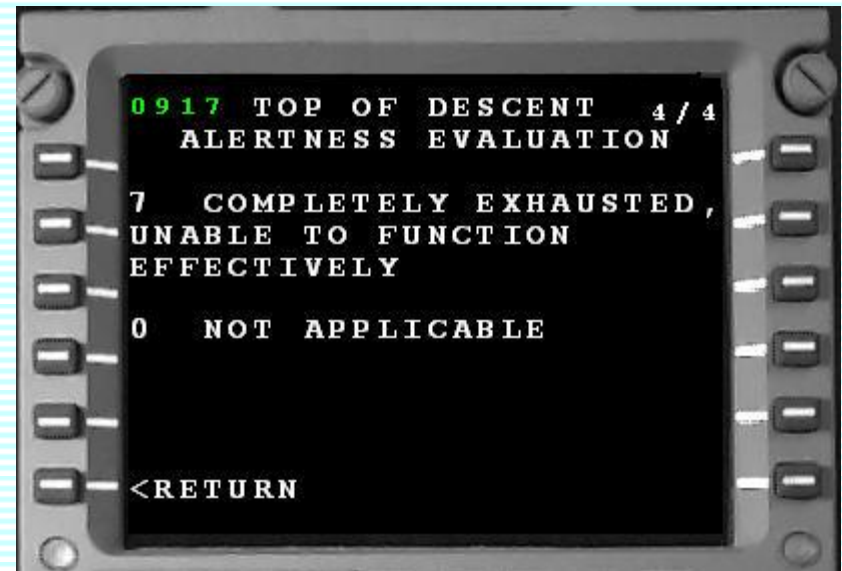 0917 TOP OF DESCENT 4/4
ALERTNESS EVALUATION
7 COMPLETELY EXHAUSTED,
UNABLE TO FUNCTION
EFFECTIVELY
0 NOT APPLICABLE
<RETURN